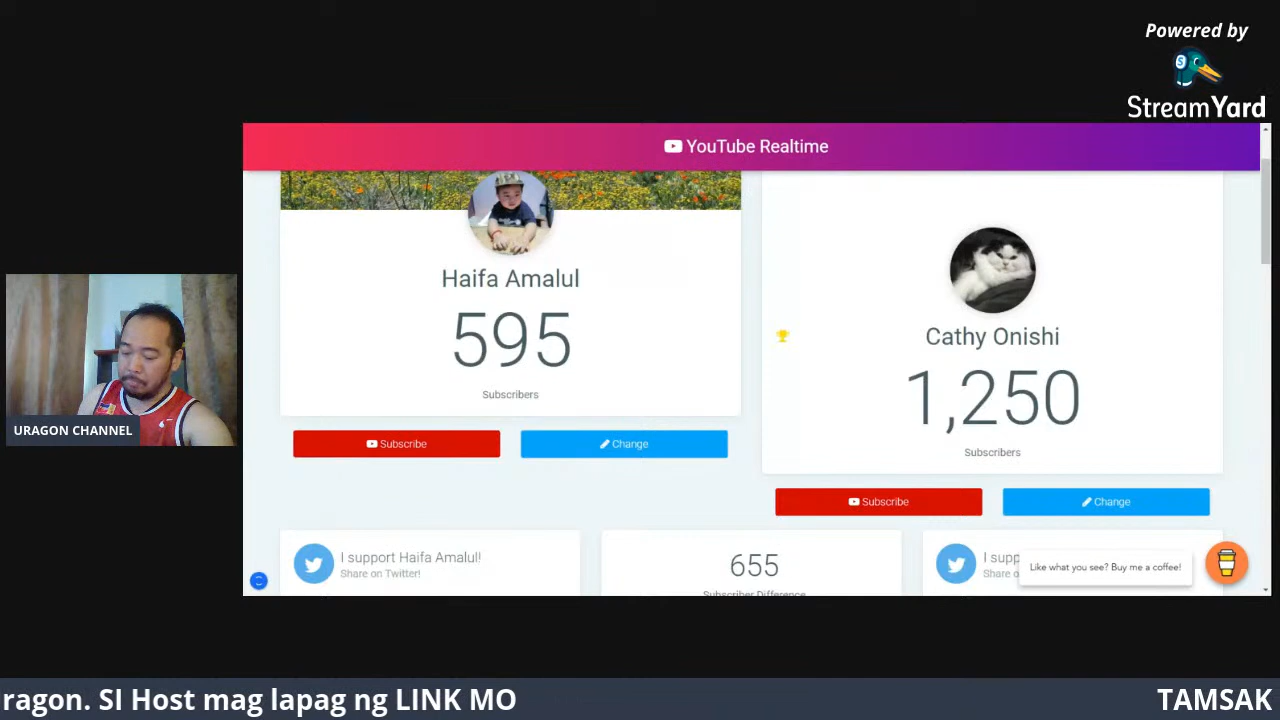 Powered by
StreamYard
YouTube Realtime
Haifa Amalul
595
Subscribers
Subscribe
Change
Cathy Onishi
1,250
Subscribers
Subscribe
Change
I support Haifa Amalul!
Share on Twitter!
655
Subscriber Difference
I supp
Share o
Like what you see? Buy me a coffee!
URAGON CHANNEL
ragon. SI Host mag lapag ng LINK MO
TAMSAK